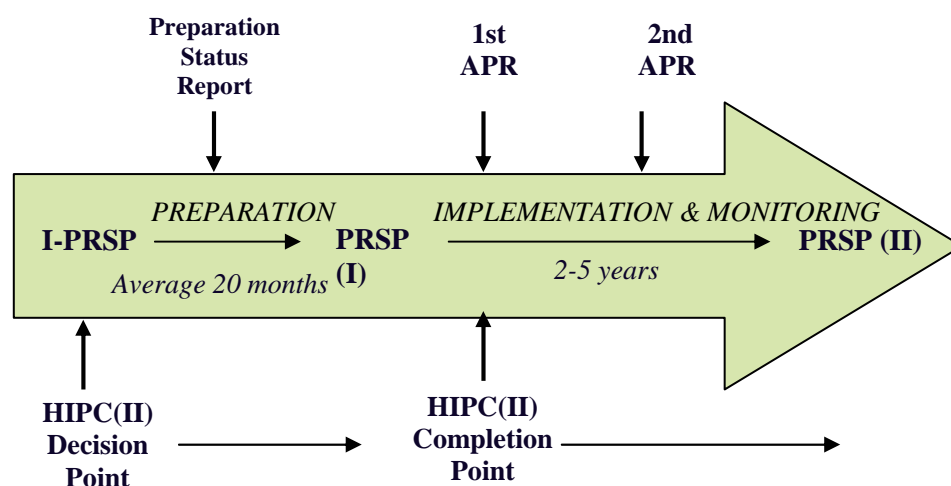 Preparation
Status
Report
1st
APR
2nd
APR
PREPARATION
IMPLEMENTATION & MONITORING
I-PRSP
PRSP
(I)
PRSP (II)
Average 20 months
2-5 years
HIPC(II)
Decision
Point
HIPC(II)
Completion
Point